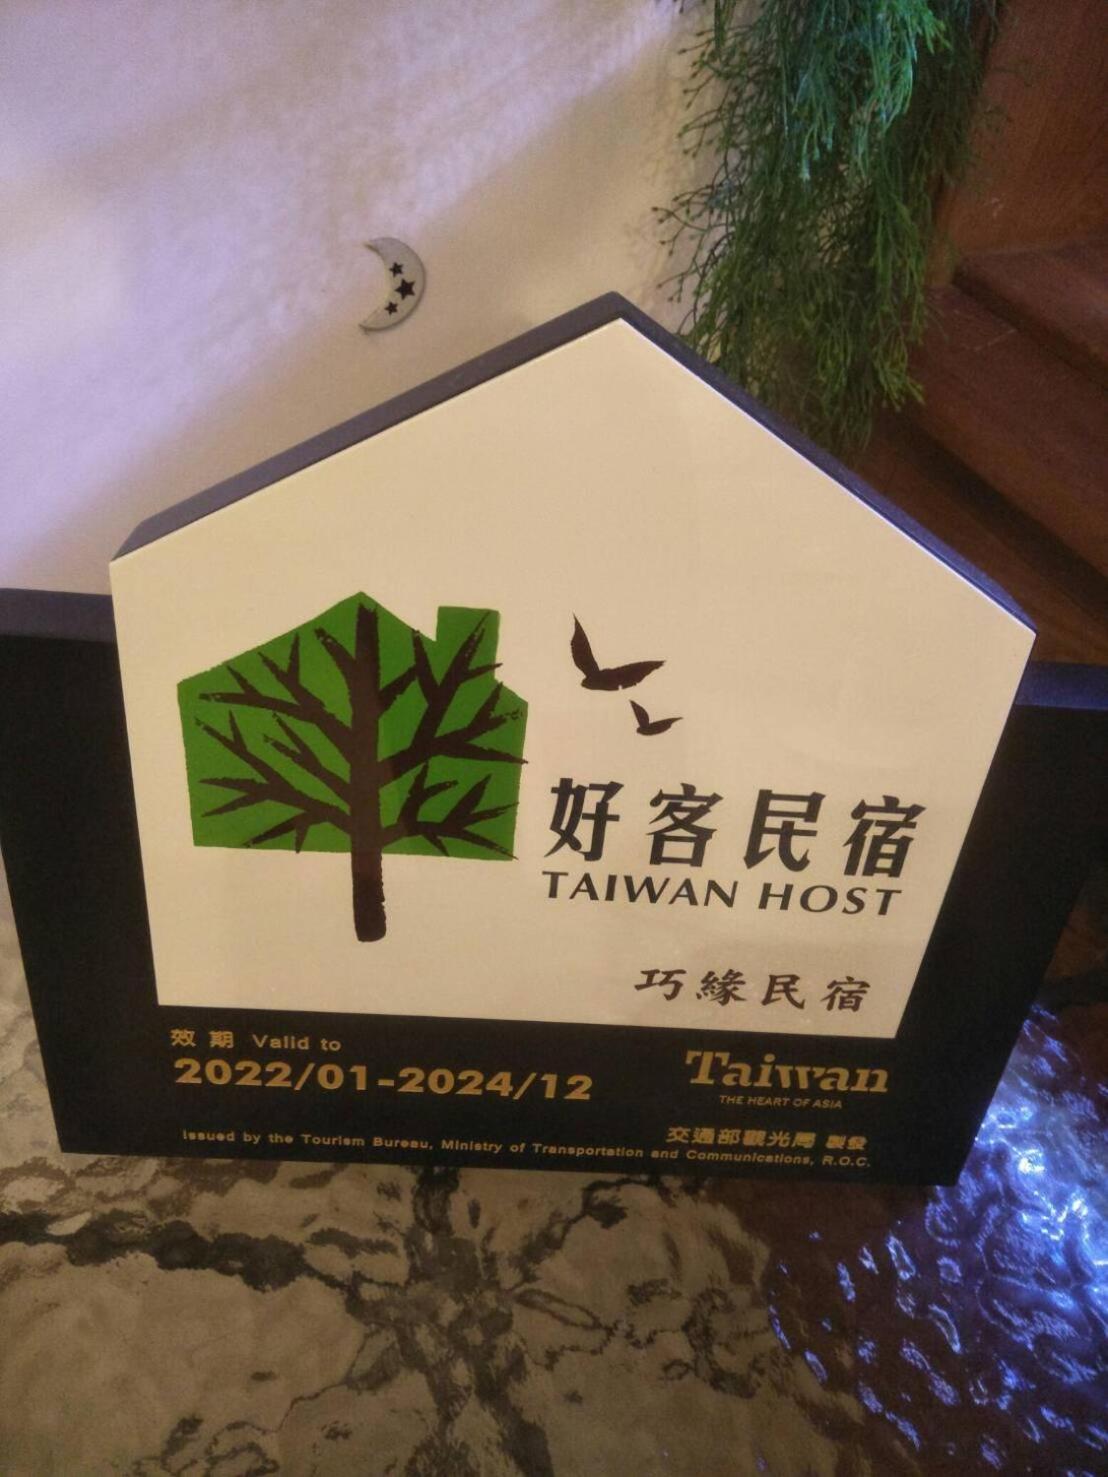 好客民宿
TAIWAN HOST
巧緣民宿
效期 Valid to
2022/01-2024/12
Taiwan
THE HEART OF ASIA
交通部觀光局 製發
Issued by the Tourism Bureau, Ministry of Transportation and Communications, R.O.C.